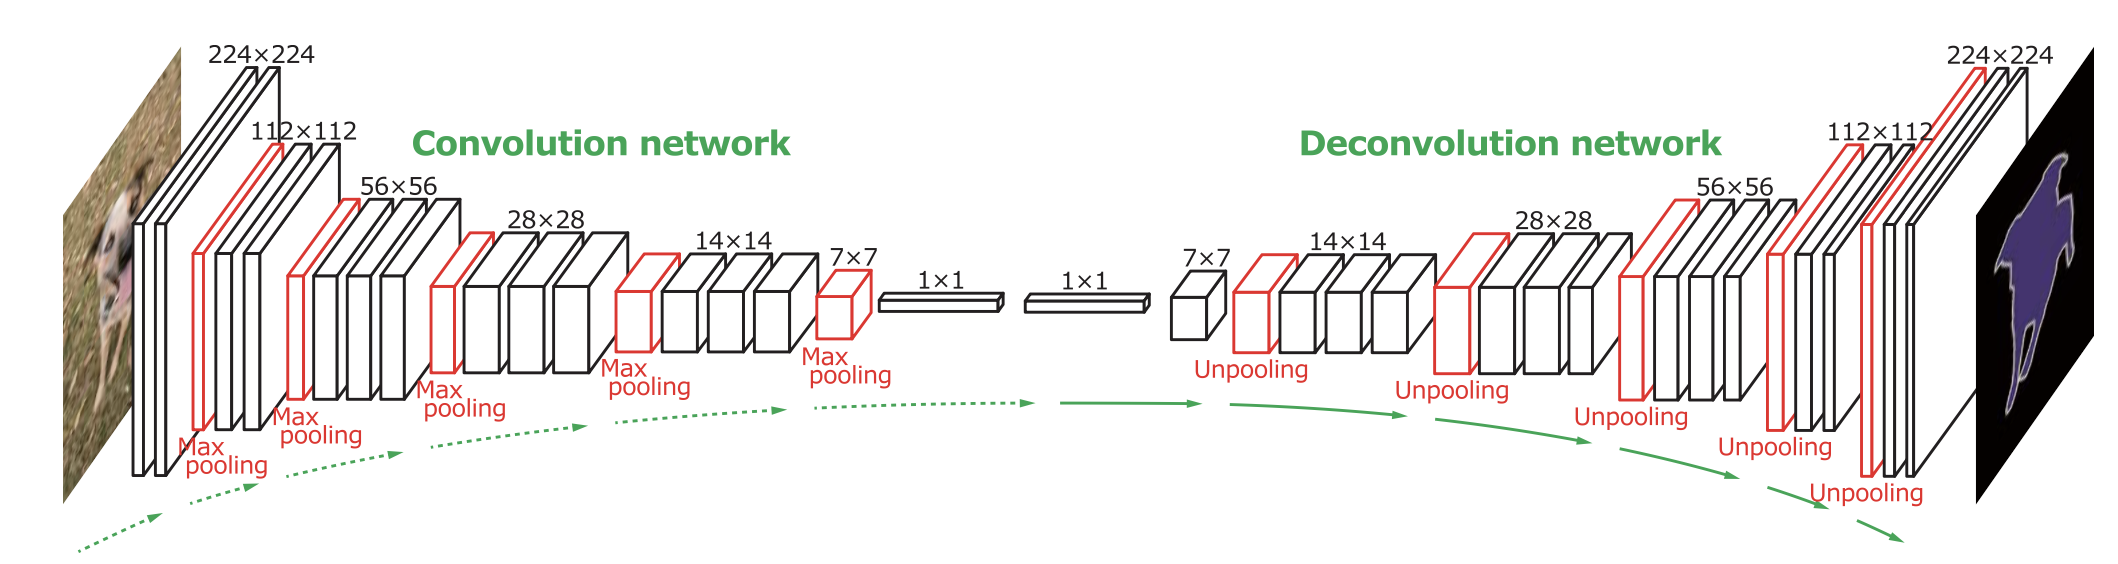 224×224
112×112
Convolution network
56×56
28×28
14×14
7×7
1×1
1×1
7×7
14×14
28×28
56×56
Deconvolution network
112×112
224×224
Max
pooling
Max
pooling
Max
pooling
Max
pooling
Max
pooling
Unpooling
Unpooling
Unpooling
Unpooling
Unpooling